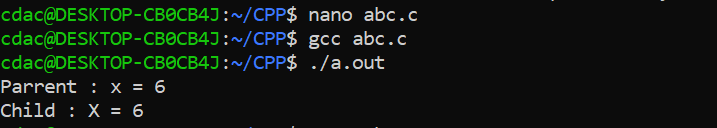 cdac@DESKTOP-CB0CB4J:~/CPP$ nano abc.c
cdac@DESKTOP-CB0CB4J:~/CPP$ gcc abc.c
cdac@DESKTOP-CB0CB4J:~/CPP$ ./a.out
Parrent : x = 6
Child : X = 6